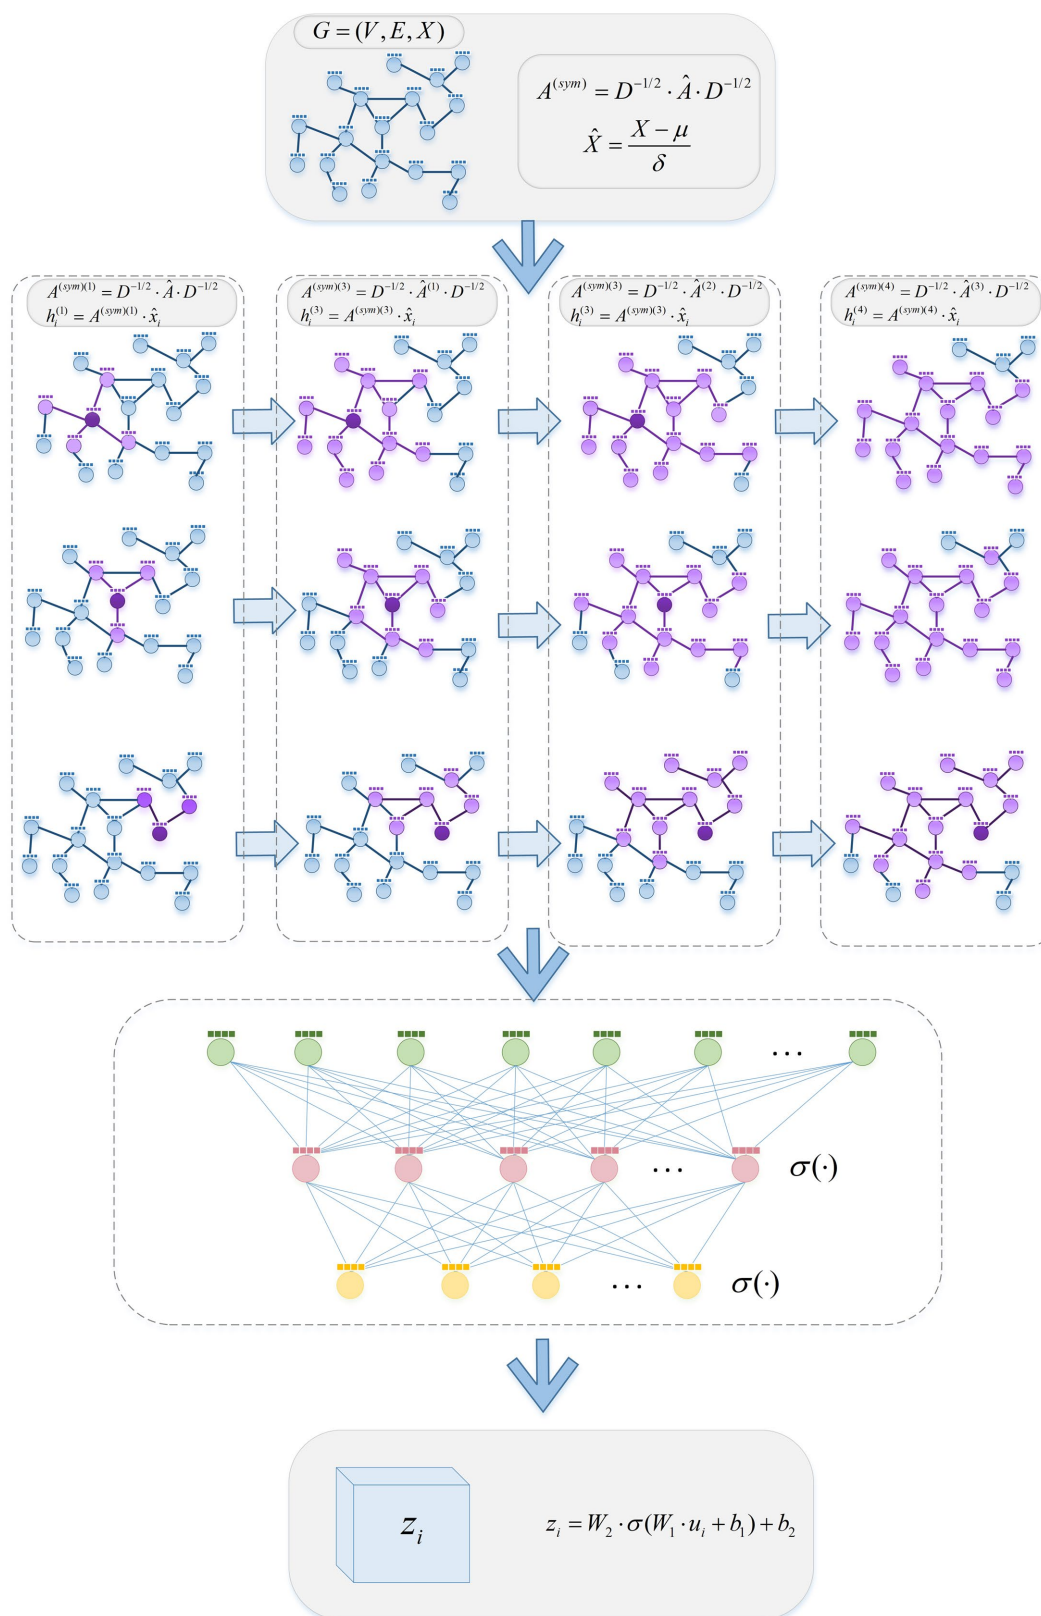 G = (V, E, X)
A^{(sym)} = D^{-1/2} · Â · D^{-1/2}
X̂ = \frac{X − μ}{δ}
A^{(sym)(1)} = D^{-1/2} · Â · D^{-1/2}
h_i^{(1)} = A^{(sym)(1)} · x̂_i
A^{(sym)(3)} = D^{-1/2} · Â^{(1)} · D^{-1/2}
h_i^{(3)} = A^{(sym)(3)} · x̂_i
A^{(sym)(3)} = D^{-1/2} · Â^{(2)} · D^{-1/2}
h_i^{(3)} = A^{(sym)(3)} · x̂_i
A^{(sym)(4)} = D^{-1/2} · Â^{(3)} · D^{-1/2}
h_i^{(4)} = A^{(sym)(4)} · x̂_i
...
... σ(·)
... σ(·)
z_i
z_i = W_2 · σ(W_1 · u_i + b_1) + b_2